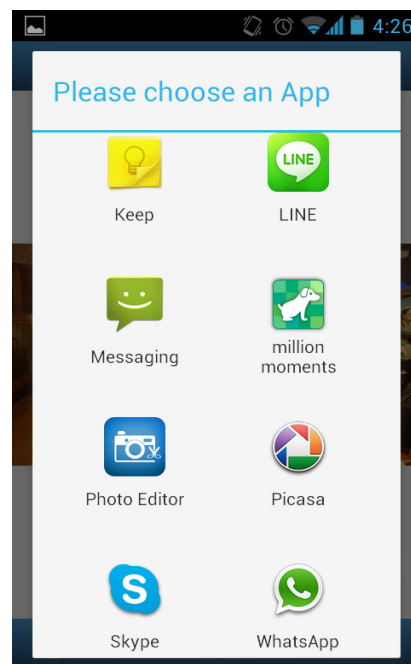 4:26
Please choose an App
Keep
LINE
LINE
Messaging
million
moments
Photo Editor
Picasa
S
Skype
WhatsApp